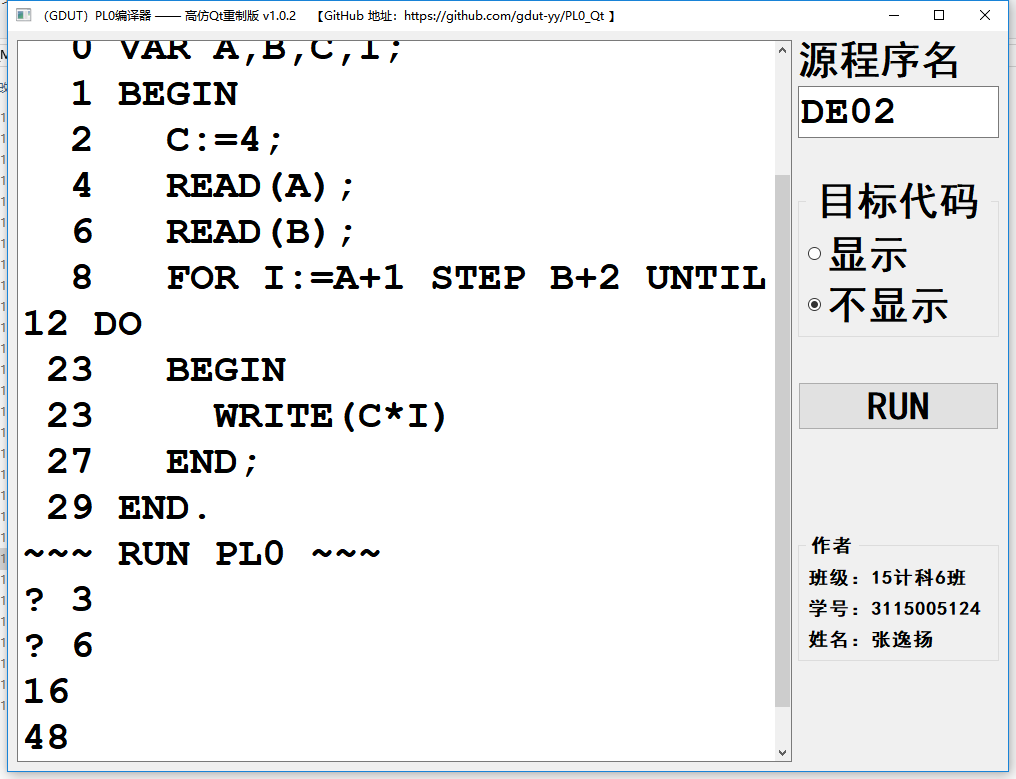 （GDUT）PL0编译器 —— 高仿Qt重制版 v1.0.2 【GitHub 地址：https://github.com/gdut-yy/PL0_Qt 】
0 VAR A,B,C,I;
1 BEGIN
2 C:=4;
4 READ(A);
6 READ(B);
8 FOR I:=A+1 STEP B+2 UNTIL
12 DO
23 BEGIN
23 WRITE(C*I)
27 END;
29 END.
~~~ RUN PL0 ~~~
? 3
? 6
16
48
源程序名
DE02
目标代码
显示
不显示
RUN
作者
班级：15计科6班
学号：3115005124
姓名：张逸扬